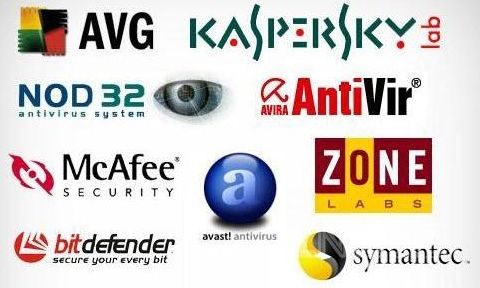 AVG
KASPERSKY lab
NOD 32
antivirus system
AVIRA AntiVir®
McAfee®
SECURITY
a
avast! antivirus
ZONE
LABS
bitdefender
secure your every bit
symantec™